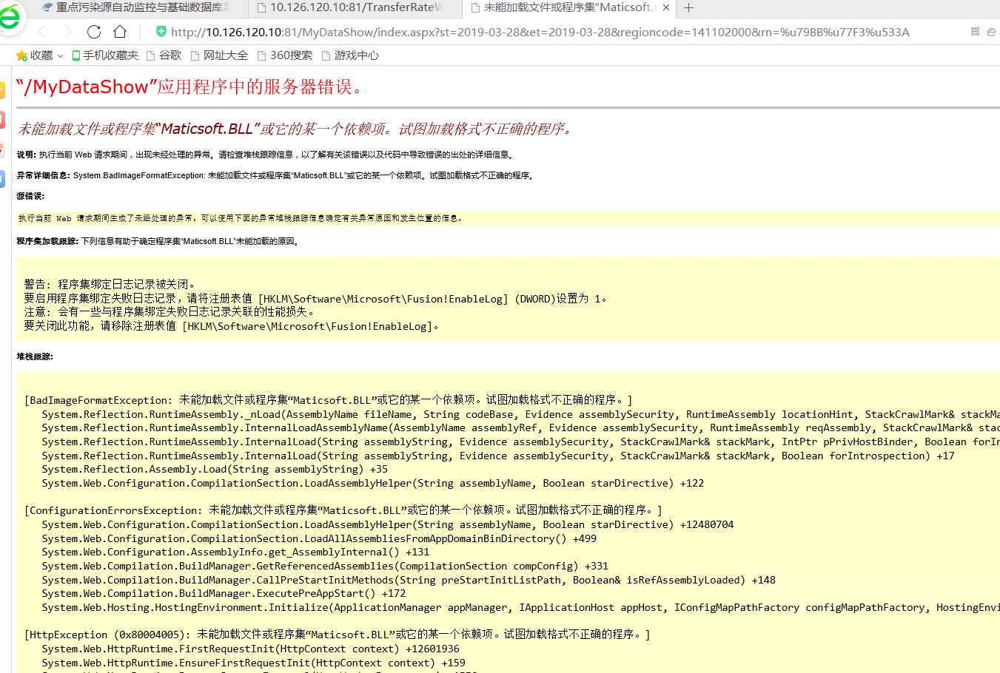 重点污染源自动监控与基础数据库系
10.126.120.10:81/TransferRateW
未能加载文件或程序集“Maticsoft.
http://10.126.120.10:81/MyDataShow/index.aspx?st=2019-03-28&et=2019-03-28&regioncode=141102000&rn=%u79BB%u77F3%u533A
收藏 手机收藏夹 谷歌 网址大全 360搜索 游戏中心
“/MyDataShow”应用程序中的服务器错误。
未能加载文件或程序集“Maticsoft.BLL”或它的某一个依赖项。试图加载格式不正确的程序。
说明: 执行当前 Web 请求期间，出现未经处理的异常。请检查堆栈跟踪信息，以了解有关该错误以及代码中导致错误的出处的详细信息。
异常详细信息: System.BadImageFormatException: 未能加载文件或程序集“Maticsoft.BLL”或它的某一个依赖项。试图加载格式不正确的程序。
源错误:
执行当前 Web 请求期间生成了未经处理的异常。可以使用下面的异常堆栈跟踪信息确定有关异常原因和发生位置的信息。
程序集加载跟踪: 下列信息有助于确定程序集“Maticsoft.BLL”未能加载的原因。
警告: 程序集绑定日志记录被关闭。
要启用程序集绑定失败日志记录，请将注册表值 [HKLM\Software\Microsoft\Fusion!EnableLog] (DWORD)设置为 1。
注意: 会有一些与程序集绑定失败日志记录关联的性能损失。
要关闭此功能，请移除注册表值 [HKLM\Software\Microsoft\Fusion!EnableLog]。
堆栈跟踪:
[BadImageFormatException: 未能加载文件或程序集“Maticsoft.BLL”或它的某一个依赖项。试图加载格式不正确的程序。]
System.Reflection.RuntimeAssembly._nLoad(AssemblyName fileName, String codeBase, Evidence assemblySecurity, RuntimeAssembly locationHint, StackCrawlMark& stackMa
System.Reflection.RuntimeAssembly.InternalLoadAssemblyName(AssemblyName assemblyRef, Evidence assemblySecurity, RuntimeAssembly reqAssembly, StackCrawlMark& stac
System.Reflection.RuntimeAssembly.InternalLoad(String assemblyString, Evidence assemblySecurity, StackCrawlMark& stackMark, IntPtr pPrivHostBinder, Boolean forIn
System.Reflection.RuntimeAssembly.InternalLoad(String assemblyString, Evidence assemblySecurity, StackCrawlMark& stackMark, Boolean forIntrospection) +17
System.Reflection.Assembly.Load(String assemblyString) +35
System.Web.Configuration.CompilationSection.LoadAssemblyHelper(String assemblyName, Boolean starDirective) +122
[ConfigurationErrorsException: 未能加载文件或程序集“Maticsoft.BLL”或它的某一个依赖项。试图加载格式不正确的程序。]
System.Web.Configuration.CompilationSection.LoadAssemblyHelper(String assemblyName, Boolean starDirective) +12480704
System.Web.Configuration.CompilationSection.LoadAllAssembliesFromAppDomainBinDirectory() +499
System.Web.Configuration.AssemblyInfo.get_AssemblyInternal() +131
System.Web.Compilation.BuildManager.GetReferencedAssemblies(CompilationSection compConfig) +331
System.Web.Compilation.BuildManager.CallPreStartInitMethods(String preStartInitListPath, Boolean& isRefAssemblyLoaded) +148
System.Web.Compilation.BuildManager.ExecutePreAppStart() +172
System.Web.Hosting.HostingEnvironment.Initialize(ApplicationManager appManager, IApplicationHost appHost, IConfigMapPathFactory configMapPathFactory, HostingEnvi
[HttpException (0x80004005): 未能加载文件或程序集“Maticsoft.BLL”或它的某一个依赖项。试图加载格式不正确的程序。]
System.Web.HttpRuntime.FirstRequestInit(HttpContext context) +12601936
System.Web.HttpRuntime.EnsureFirstRequestInit(HttpContext context) +159